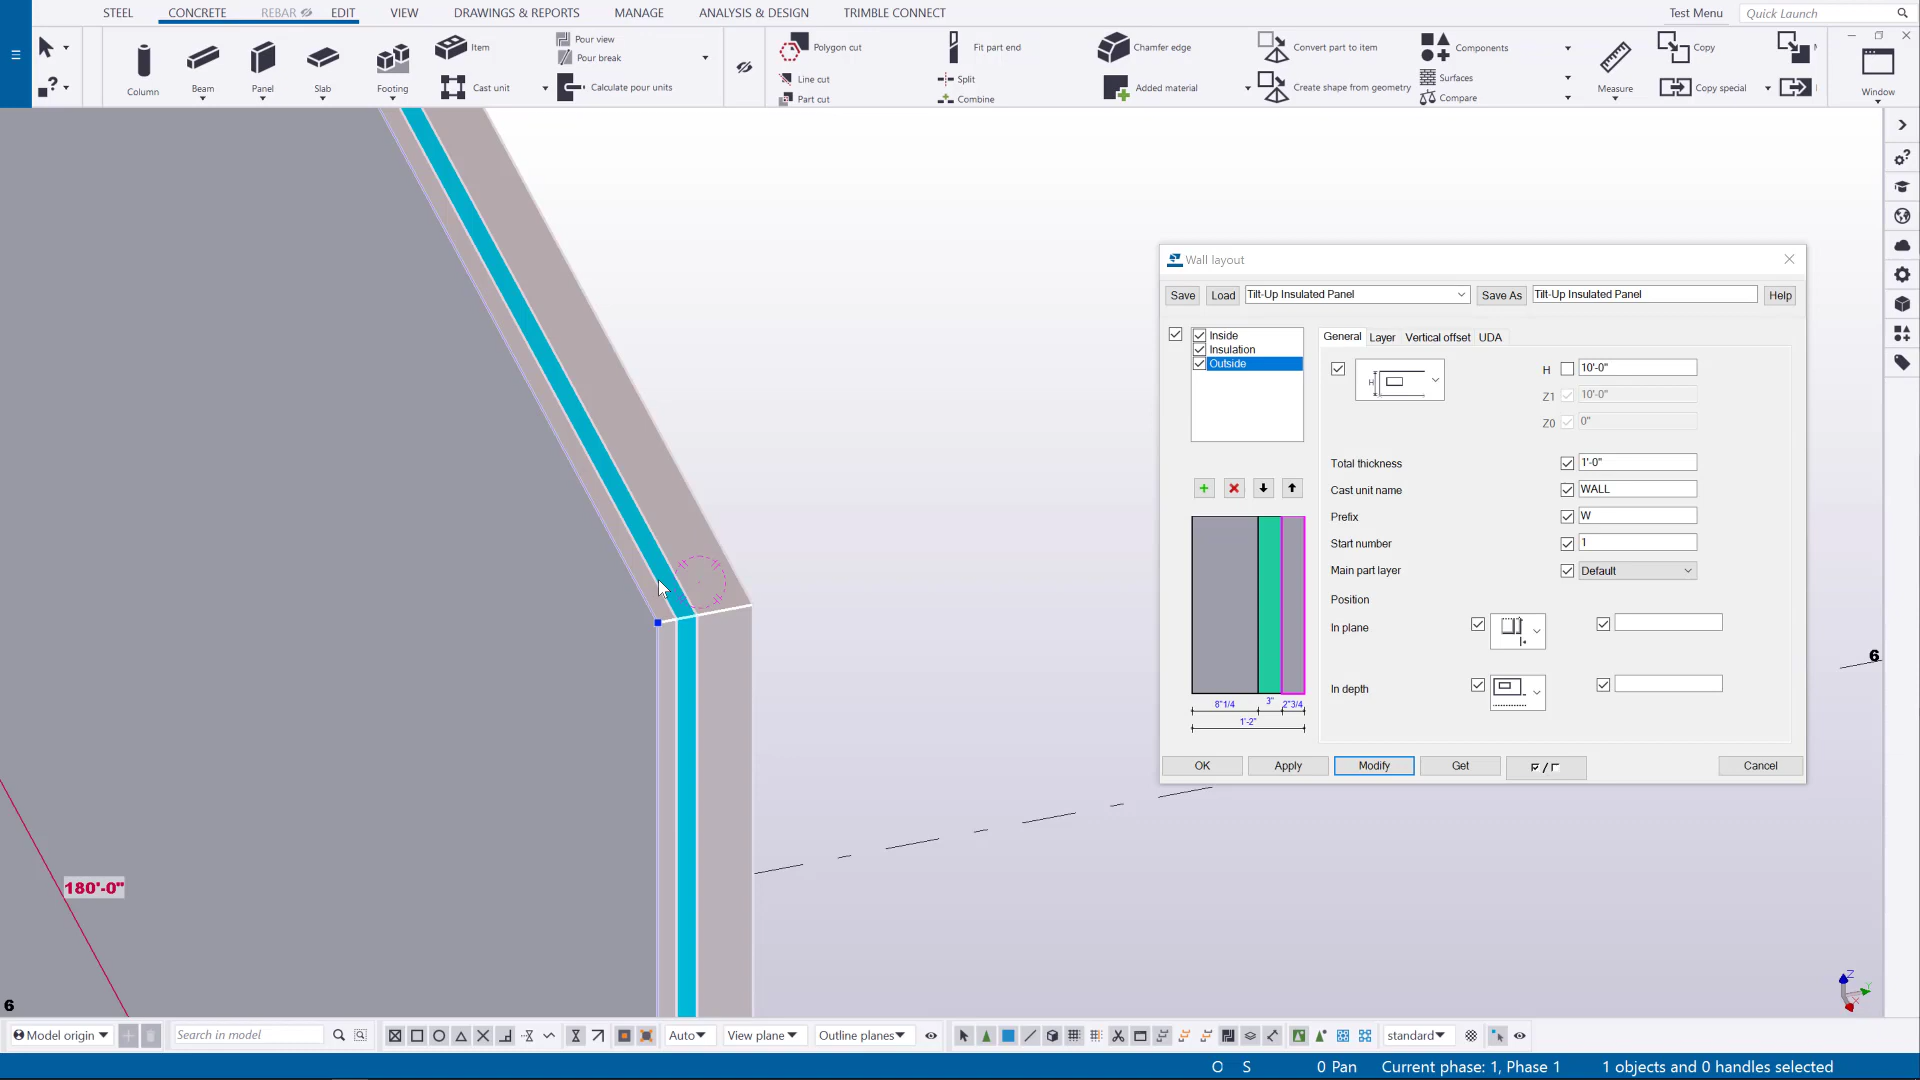 STEEL CONCRETE REBAR EDIT VIEW DRAWINGS & REPORTS MANAGE ANALYSIS & DESIGN TRIMBLE CONNECT Test Menu Quick Launch
Column Beam Panel Slab Footing
Item
Cast unit
Pour view
Pour break
Calculate pour units
Polygon cut
Line cut
Part cut
Fit part end
Split
Combine
Chamfer edge
Added material
Convert part to item
Create shape from geometry
Components
Surfaces
Compare
Measure
Copy
Copy special
Window
Wall layout
Save Load Tilt-Up Insulated Panel Save As Tilt-Up Insulated Panel Help
Inside
Insulation
Outside
General Layer Vertical offset UDA
H 10'-0"
Z1 10'-0"
Z0 0"
Total thickness 1'-0"
Cast unit name WALL
Prefix W
Start number 1
Main part layer Default
Position
In plane
In depth
8"1/4 3" 2"3/4
1'-2"
OK Apply Modify Get Cancel
6
180'-0"
6
Z
Model origin Search in model Auto View plane Outline planes standard
O S 0 Pan Current phase: 1, Phase 1 1 objects and 0 handles selected